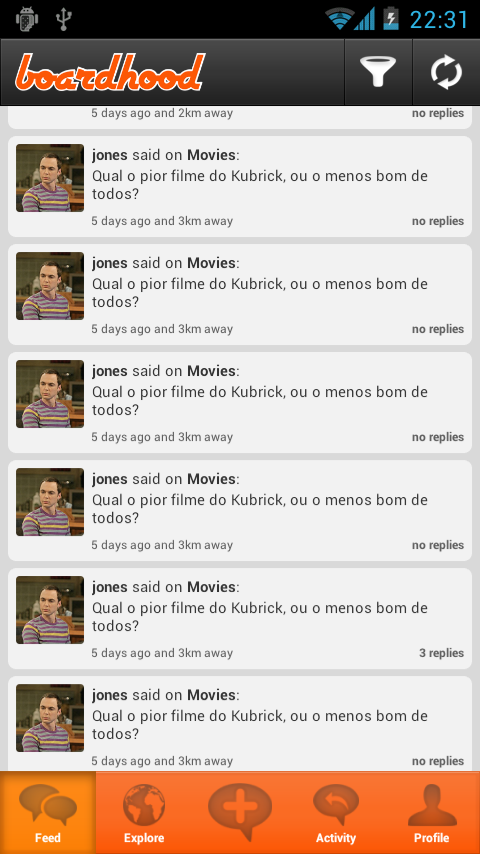 22:31
boardhood
5 days ago and 2km away no replies
jones said on Movies:
Qual o pior filme do Kubrick, ou o menos bom de
todos?
5 days ago and 3km away no replies
jones said on Movies:
Qual o pior filme do Kubrick, ou o menos bom de
todos?
5 days ago and 3km away no replies
jones said on Movies:
Qual o pior filme do Kubrick, ou o menos bom de
todos?
5 days ago and 3km away no replies
jones said on Movies:
Qual o pior filme do Kubrick, ou o menos bom de
todos?
5 days ago and 3km away no replies
jones said on Movies:
Qual o pior filme do Kubrick, ou o menos bom de
todos?
5 days ago and 3km away 3 replies
jones said on Movies:
Qual o pior filme do Kubrick, ou o menos bom de
todos?
5 days ago and 3km away no replies
Feed Explore Activity Profile